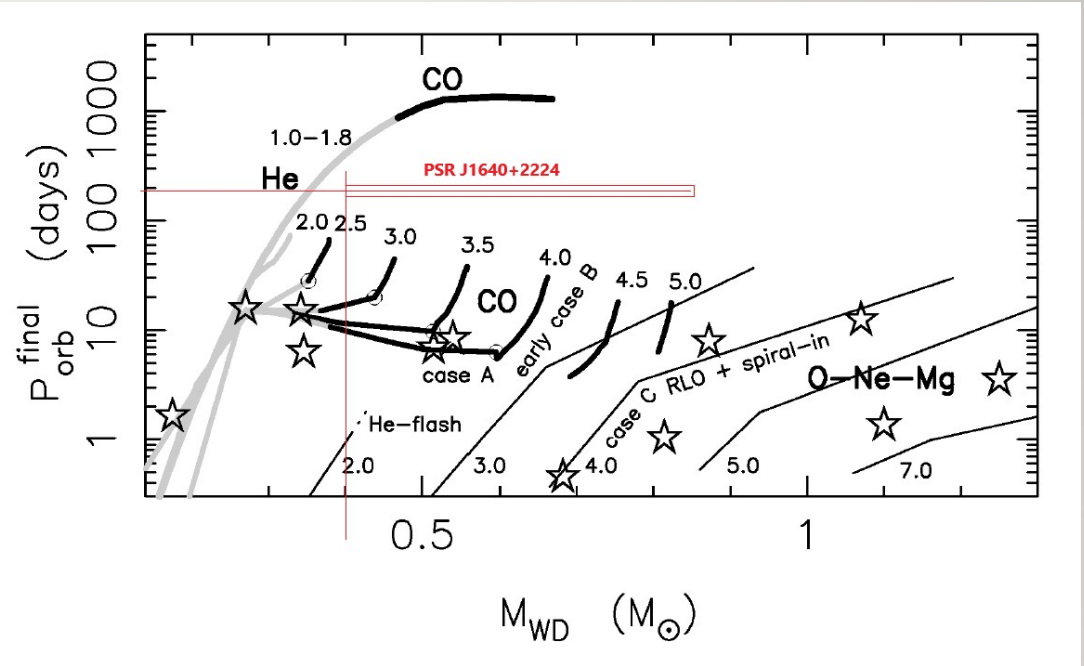 CO
1.0−1.8
PSR J1640+2224
He
2.0 2.5
3.0
3.5
4.0
4.5
5.0
CO
early case B
case A
case C RLO + spiral−in
O−Ne−Mg
He−flash
2.0
3.0
4.0
5.0
7.0
1000
100
10
1
P orb final (days)
0.5
1
M WD (M⊙)